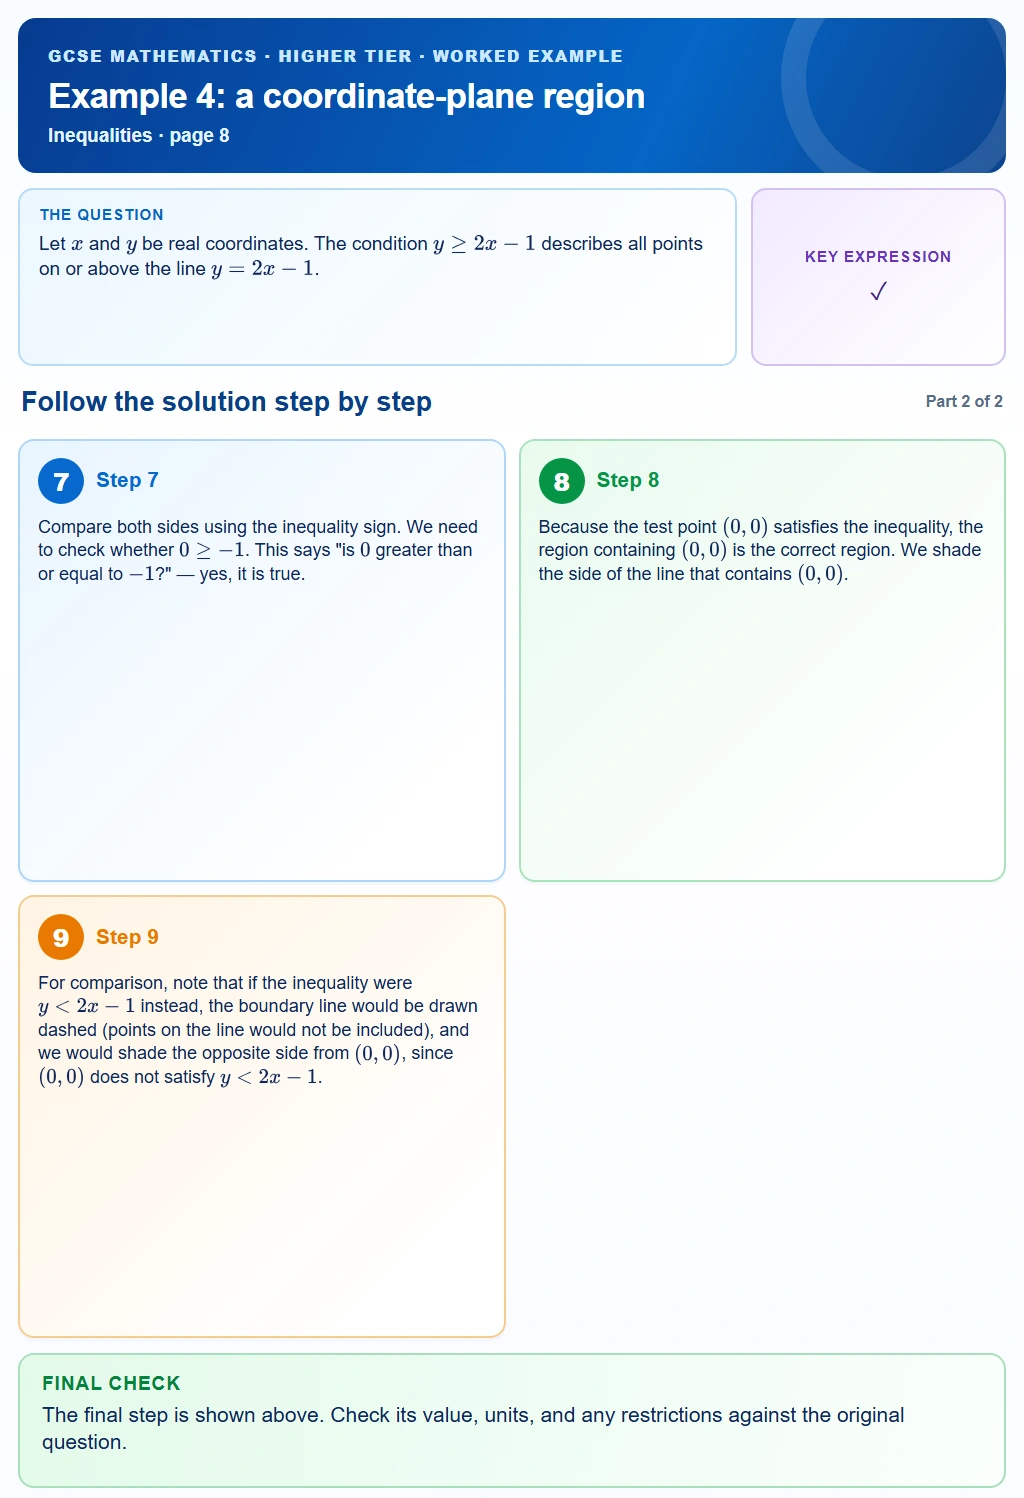 GCSE MATHEMATICS · HIGHER TIER · WORKED EXAMPLE
Example 4: a coordinate-plane region
Inequalities · page 8
THE QUESTION
Let x and y be real coordinates. The condition y ≥ 2x − 1 describes all points
on or above the line y = 2x − 1.
KEY EXPRESSION
✓
Follow the solution step by step
Part 2 of 2
7 Step 7
Compare both sides using the inequality sign. We need
to check whether 0 ≥ −1. This says "is 0 greater than
or equal to −1?" — yes, it is true.
8 Step 8
Because the test point (0, 0) satisfies the inequality, the
region containing (0, 0) is the correct region. We shade
the side of the line that contains (0, 0).
9 Step 9
For comparison, note that if the inequality were
y < 2x − 1 instead, the boundary line would be drawn
dashed (points on the line would not be included), and
we would shade the opposite side from (0, 0), since
(0, 0) does not satisfy y < 2x − 1.
FINAL CHECK
The final step is shown above. Check its value, units, and any restrictions against the original
question.